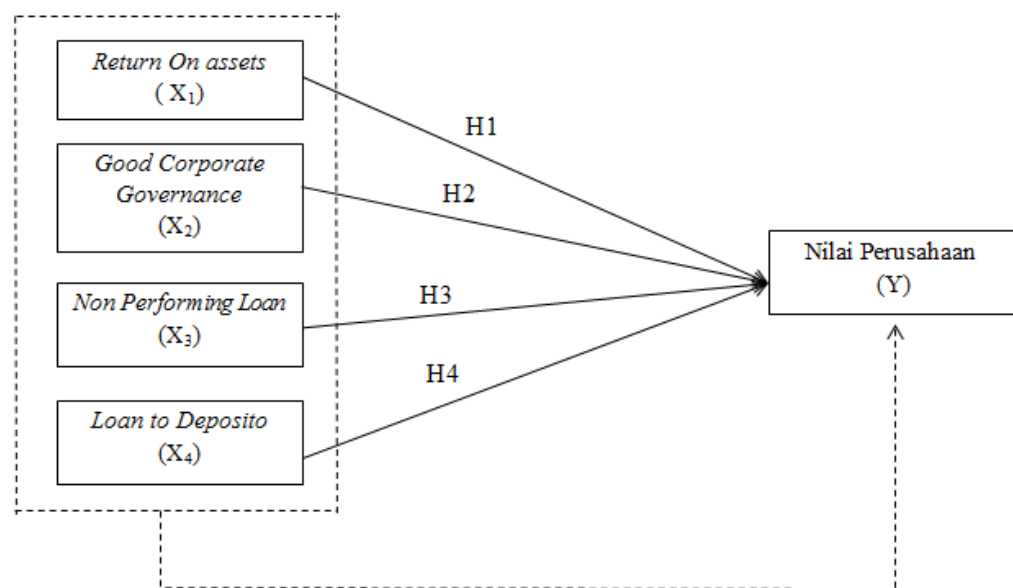 Return On assets
( X₁)
Good Corporate
Governance
(X₂)
Non Performing Loan
(X₃)
Loan to Deposito
(X₄)
H1
H2
H3
H4
Nilai Perusahaan
(Y)